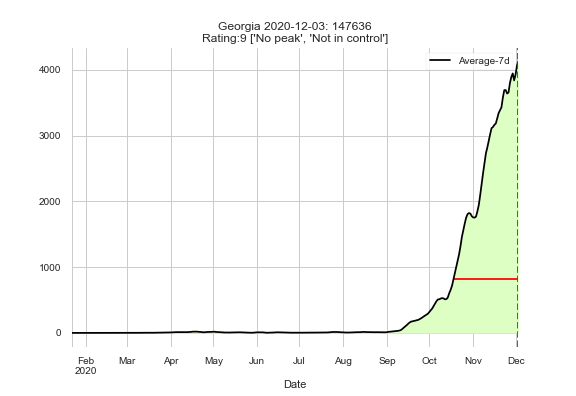 Georgia 2020-12-03: 147636
Rating:9 ['No peak', 'Not in control']
Average-7d
4000
3000
2000
1000
0
Feb Mar Apr May Jun Jul Aug Sep Oct Nov Dec
2020
Date